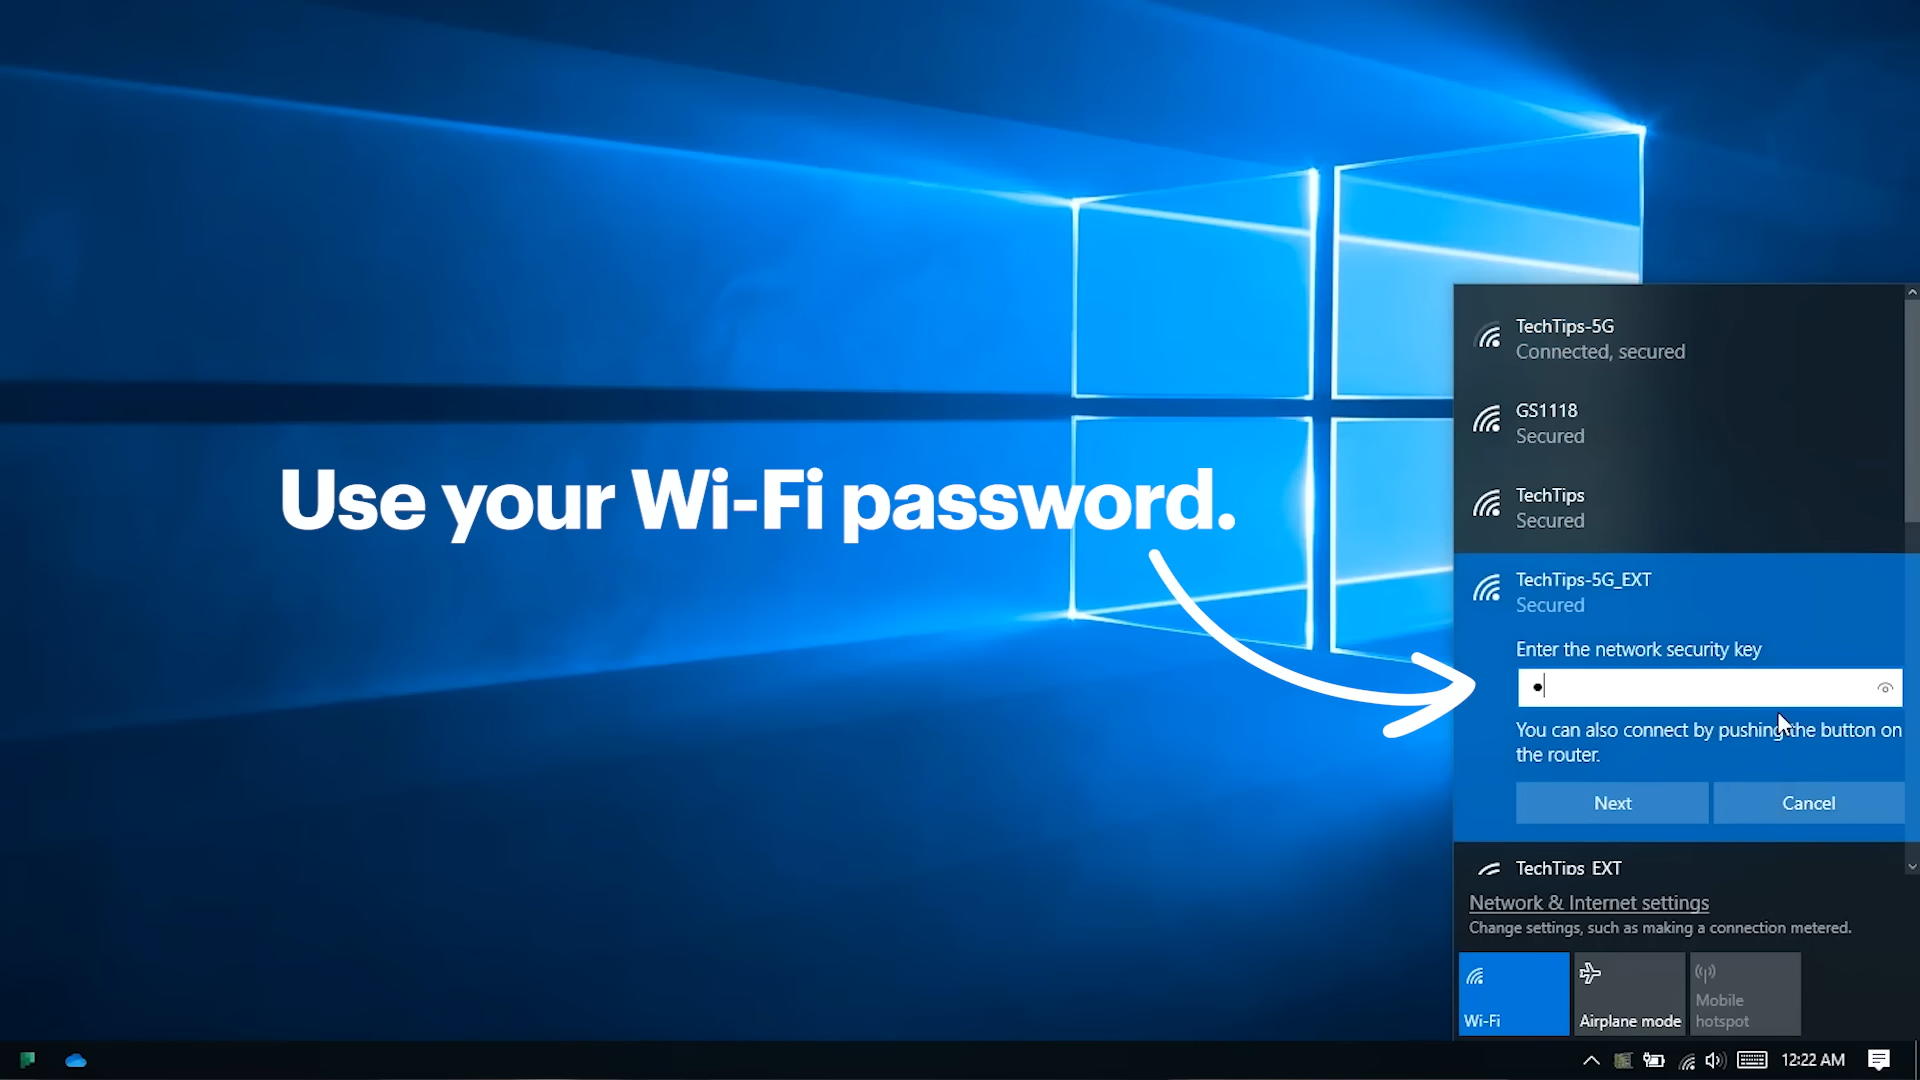 TechTips-5G
Connected, secured
GS1118
Secured
TechTips
Secured
Use your Wi-Fi password.
TechTips-5G_EXT
Secured
Enter the network security key
You can also connect by pushing the button on
the router.
Next Cancel
TechTips_EXT
Network & Internet settings
Change settings, such as making a connection metered.
Wi-Fi
Airplane mode
Mobile
hotspot
12:22 AM